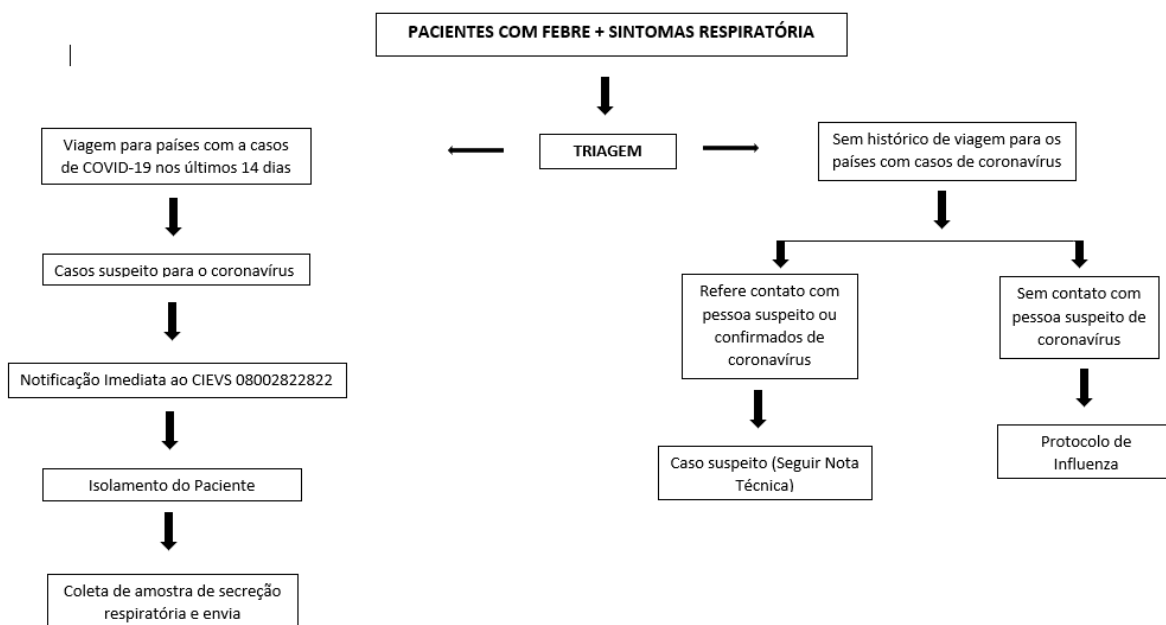 PACIENTES COM FEBRE + SINTOMAS RESPIRATÓRIA
TRIAGEM
Viagem para países com a casos
de COVID-19 nos últimos 14 dias
Casos suspeito para o coronavírus
Notificação Imediata ao CIEVS 08002822822
Isolamento do Paciente
Coleta de amostra de secreção
respiratória e envia
Sem histórico de viagem para os
países com casos de coronavírus
Refere contato com
pessoa suspeito ou
confirmados de
coronavírus
Caso suspeito (Seguir Nota
Técnica)
Sem contato com
pessoa suspeito de
coronavírus
Protocolo de
Influenza